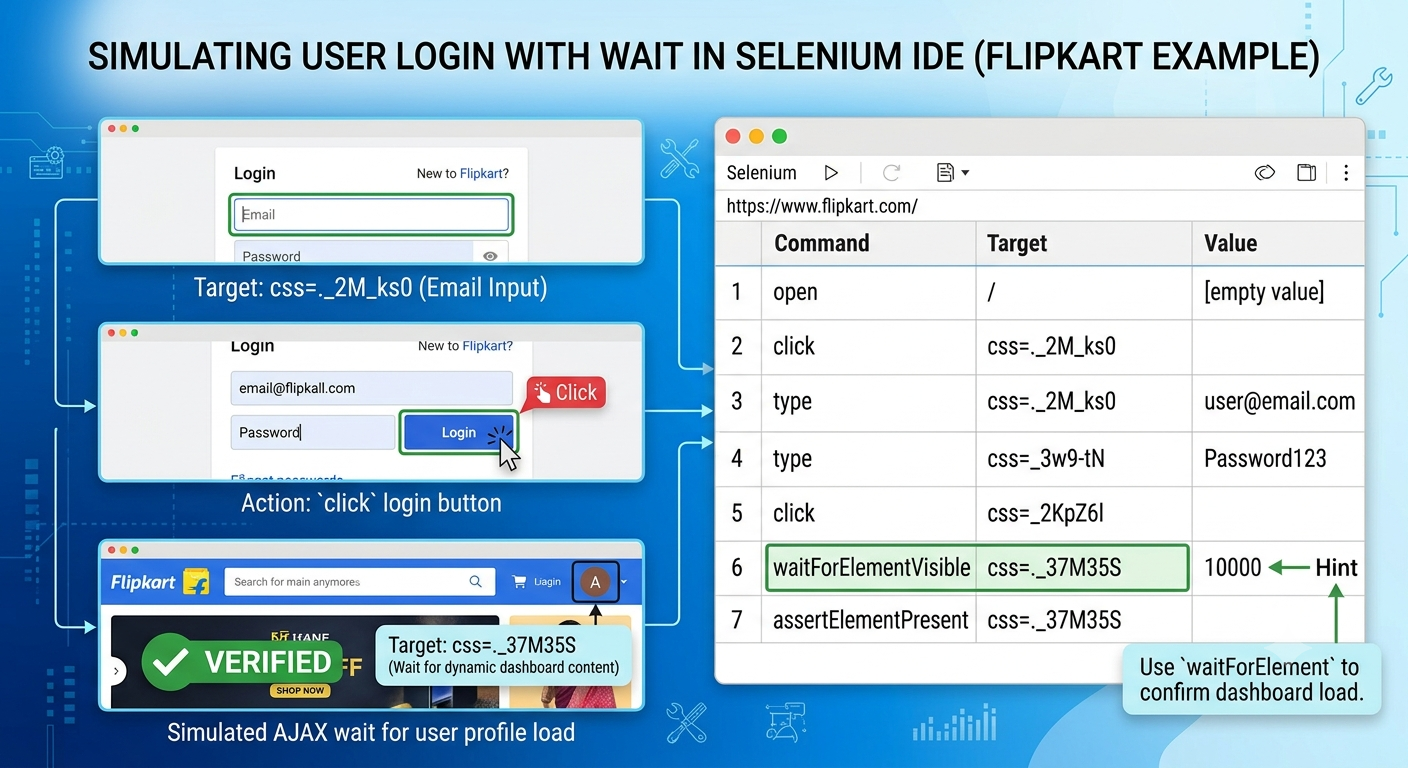 SIMULATING USER LOGIN WITH WAIT IN SELENIUM IDE (FLIPKART EXAMPLE)
Login New to Flipkart?
Email
Password
Target: css=._2M_ks0 (Email Input)
Login New to Flipkart?
email@flipkall.com
Password Login
Click
Action: `click` login button
Flipkart Search for main anymores Liagin A
VERIFIED FF
SHOP NOW
Target: css=._37M35S
(Wait for dynamic dashboard content)
Simulated AJAX wait for user profile load
Selenium
https://www.flipkart.com/
Command Target Value
1 open / [empty value]
2 click css=._2M_ks0
3 type css=._2M_ks0 user@email.com
4 type css=_3w9-tN Password123
5 click css=_2KpZ6l
6 waitForElementVisible css=._37M35S 10000 Hint
7 assertElementPresent css=._37M35S
Use `waitForElement` to
confirm dashboard load.